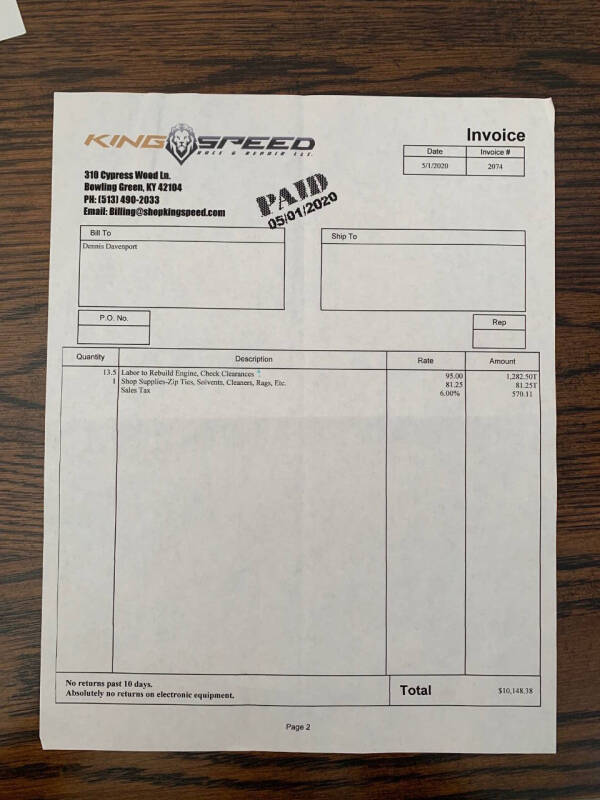 KING SPEED
RACE & REPAIR LLC.
310 Cypress Wood Ln.
Bowling Green, KY 42104
PH: (513) 490-2033
Email: Billing@shopkingspeed.com
PAID
05/01/2020
Invoice
Date Invoice #
5/1/2020 2074
Bill To
Dennis Davenport
Ship To
P.O. No.
Rep
Quantity Description Rate Amount
13.5 Labor to Rebuild Engine, Check Clearances 95.00 1,282.50T
1 Shop Supplies-Zip Ties, Solvents, Cleaners, Rags, Etc. 81.25 81.25T
Sales Tax 6.00% 570.11
No returns past 10 days.
Absolutely no returns on electronic equipment.
Total $10,148.38
Page 2